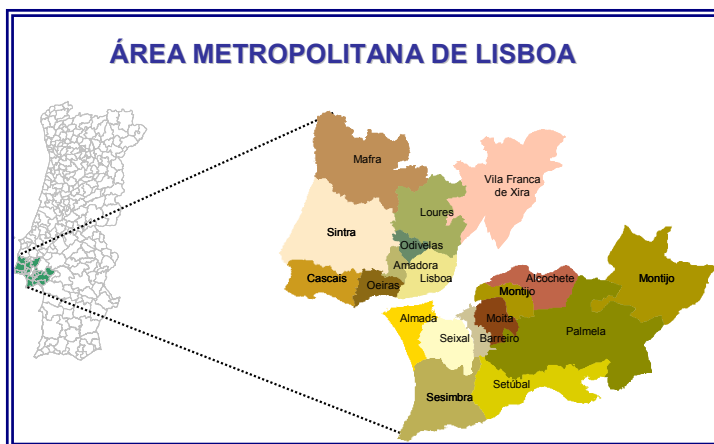 ÁREA METROPOLITANA DE LISBOA
Mafra
Vila Franca
de Xira
Loures
Sintra
Odivelas
Amadora
Cascais
Oeiras
Lisboa
Alcochete
Montijo
Montijo
Almada
Moita
Seixal
Barreiro
Palmela
Setúbal
Sesimbra